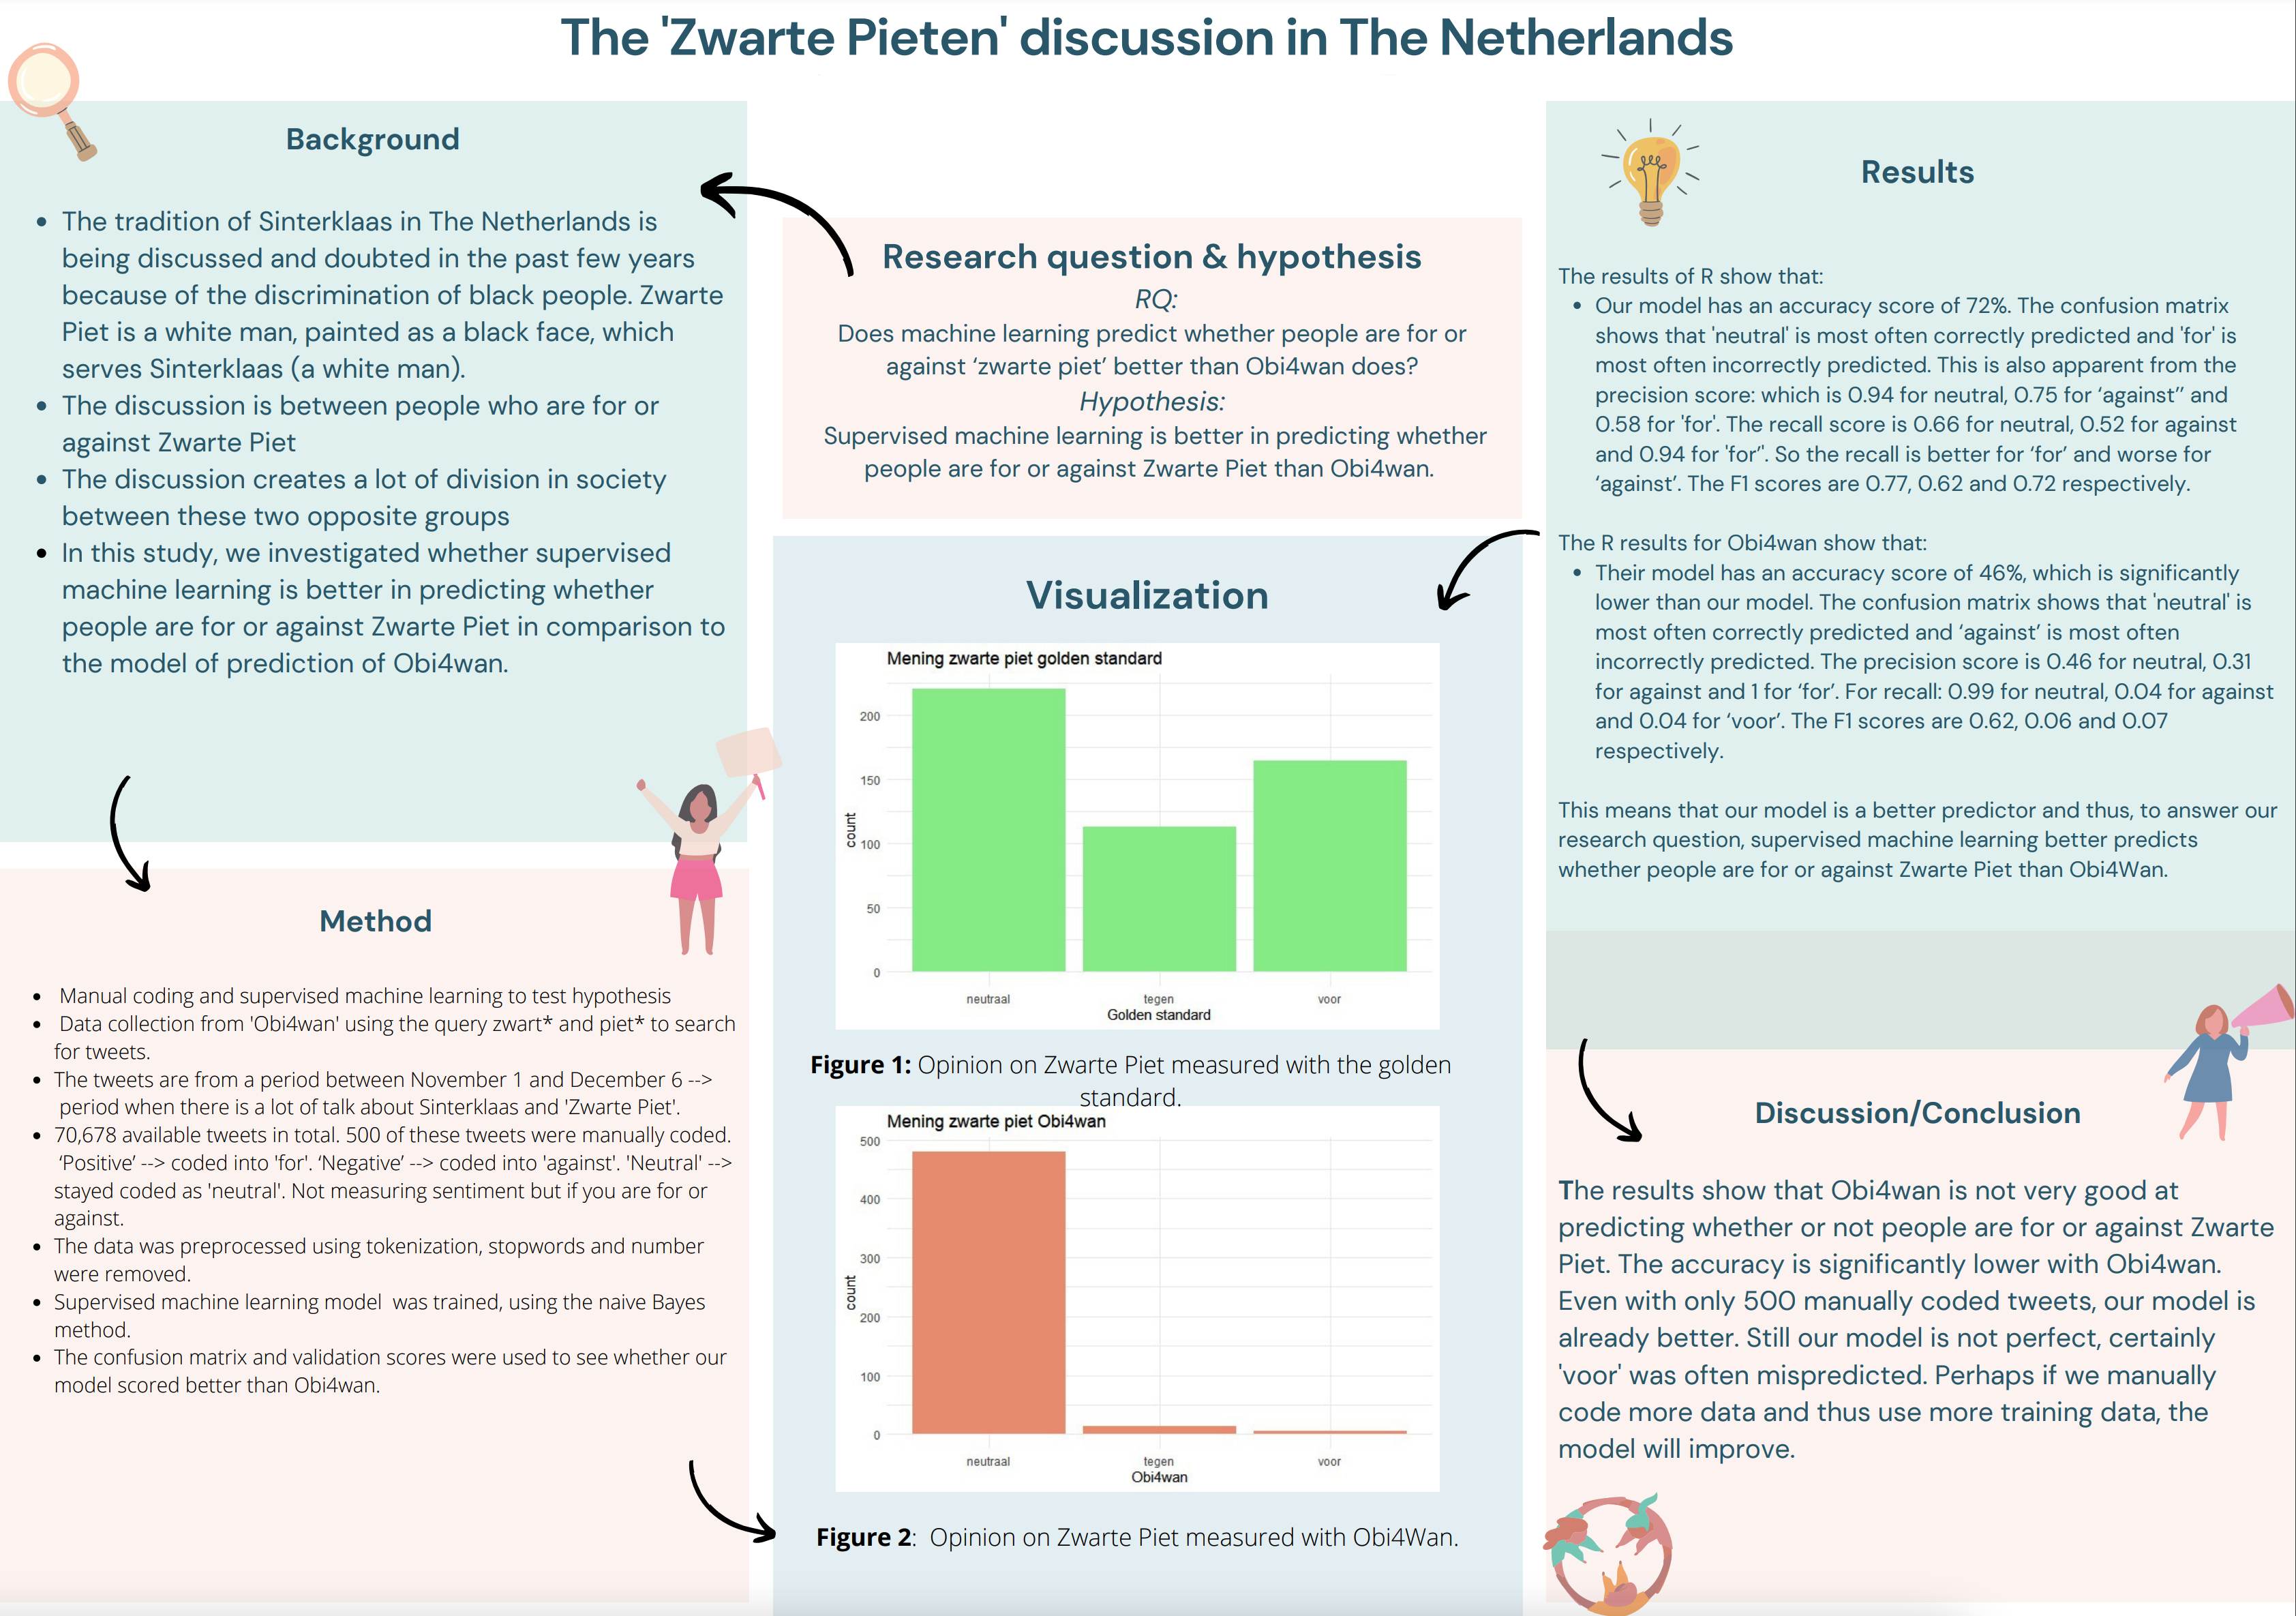 The 'Zwarte Pieten' discussion in The Netherlands
Background
• The tradition of Sinterklaas in The Netherlands is
being discussed and doubted in the past few years
because of the discrimination of black people. Zwarte
Piet is a white man, painted as a black face, which
serves Sinterklaas (a white man).
• The discussion is between people who are for or
against Zwarte Piet
• The discussion creates a lot of division in society
between these two opposite groups
• In this study, we investigated whether supervised
machine learning is better in predicting whether
people are for or against Zwarte Piet in comparison to
the model of prediction of Obi4wan.
Method
• Manual coding and supervised machine learning to test hypothesis
• Data collection from 'Obi4wan' using the query zwart* and piet* to search
for tweets.
• The tweets are from a period between November 1 and December 6 -->
period when there is a lot of talk about Sinterklaas and 'Zwarte Piet'.
• 70,678 available tweets in total. 500 of these tweets were manually coded.
‘Positive’ --> coded into 'for'. ‘Negative’ --> coded into 'against'. 'Neutral' -->
stayed coded as 'neutral'. Not measuring sentiment but if you are for or
against.
• The data was preprocessed using tokenization, stopwords and number
were removed.
• Supervised machine learning model was trained, using the naive Bayes
method.
• The confusion matrix and validation scores were used to see whether our
model scored better than Obi4wan.
Research question & hypothesis
RQ:
Does machine learning predict whether people are for or
against ‘zwarte piet’ better than Obi4wan does?
Hypothesis:
Supervised machine learning is better in predicting whether
people are for or against Zwarte Piet than Obi4wan.
Visualization
Mening zwarte piet golden standard
200
150
100
50
0
count
neutraal tegen voor
Golden standard
Figure 1: Opinion on Zwarte Piet measured with the golden
standard.
Mening zwarte piet Obi4wan
500
400
300
200
100
0
count
neutraal tegen voor
Obi4wan
Figure 2: Opinion on Zwarte Piet measured with Obi4Wan.
Results
The results of R show that:
• Our model has an accuracy score of 72%. The confusion matrix
shows that 'neutral' is most often correctly predicted and 'for' is
most often incorrectly predicted. This is also apparent from the
precision score: which is 0.94 for neutral, 0.75 for ‘against’' and
0.58 for 'for'. The recall score is 0.66 for neutral, 0.52 for against
and 0.94 for 'for''. So the recall is better for ‘for’ and worse for
‘against’. The F1 scores are 0.77, 0.62 and 0.72 respectively.
The R results for Obi4wan show that:
• Their model has an accuracy score of 46%, which is significantly
lower than our model. The confusion matrix shows that 'neutral' is
most often correctly predicted and ‘against’ is most often
incorrectly predicted. The precision score is 0.46 for neutral, 0.31
for against and 1 for ‘for’. For recall: 0.99 for neutral, 0.04 for against
and 0.04 for ‘voor’. The F1 scores are 0.62, 0.06 and 0.07
respectively.
This means that our model is a better predictor and thus, to answer our
research question, supervised machine learning better predicts
whether people are for or against Zwarte Piet than Obi4Wan.
Discussion/Conclusion
The results show that Obi4wan is not very good at
predicting whether or not people are for or against Zwarte
Piet. The accuracy is significantly lower with Obi4wan.
Even with only 500 manually coded tweets, our model is
already better. Still our model is not perfect, certainly
'voor' was often mispredicted. Perhaps if we manually
code more data and thus use more training data, the
model will improve.